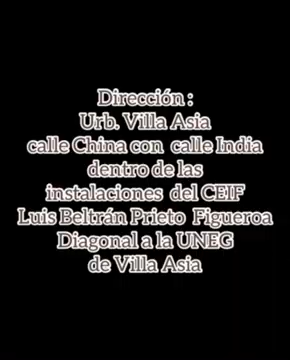 Dirección :
Urb. Villa Asia
calle China con calle India
dentro de las
instalaciones del CEIF
Luis Beltrán Prieto Figueroa
Diagonal a la UNEG
de Villa Asia